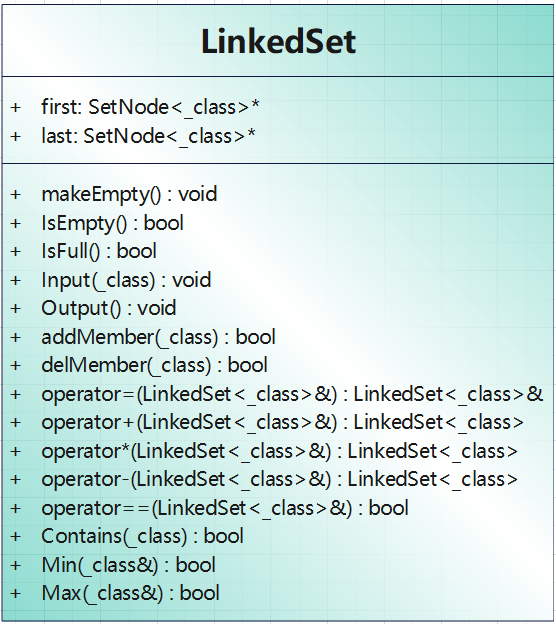 LinkedSet
+ first: SetNode<_class>*
+ last: SetNode<_class>*
+ makeEmpty() : void
+ IsEmpty() : bool
+ IsFull() : bool
+ Input(_class) : void
+ Output() : void
+ addMember(_class) : bool
+ delMember(_class) : bool
+ operator=(LinkedSet<_class>&) : LinkedSet<_class>&
+ operator+(LinkedSet<_class>&) : LinkedSet<_class>
+ operator*(LinkedSet<_class>&) : LinkedSet<_class>
+ operator-(LinkedSet<_class>&) : LinkedSet<_class>
+ operator==(LinkedSet<_class>&) : bool
+ Contains(_class) : bool
+ Min(_class&) : bool
+ Max(_class&) : bool